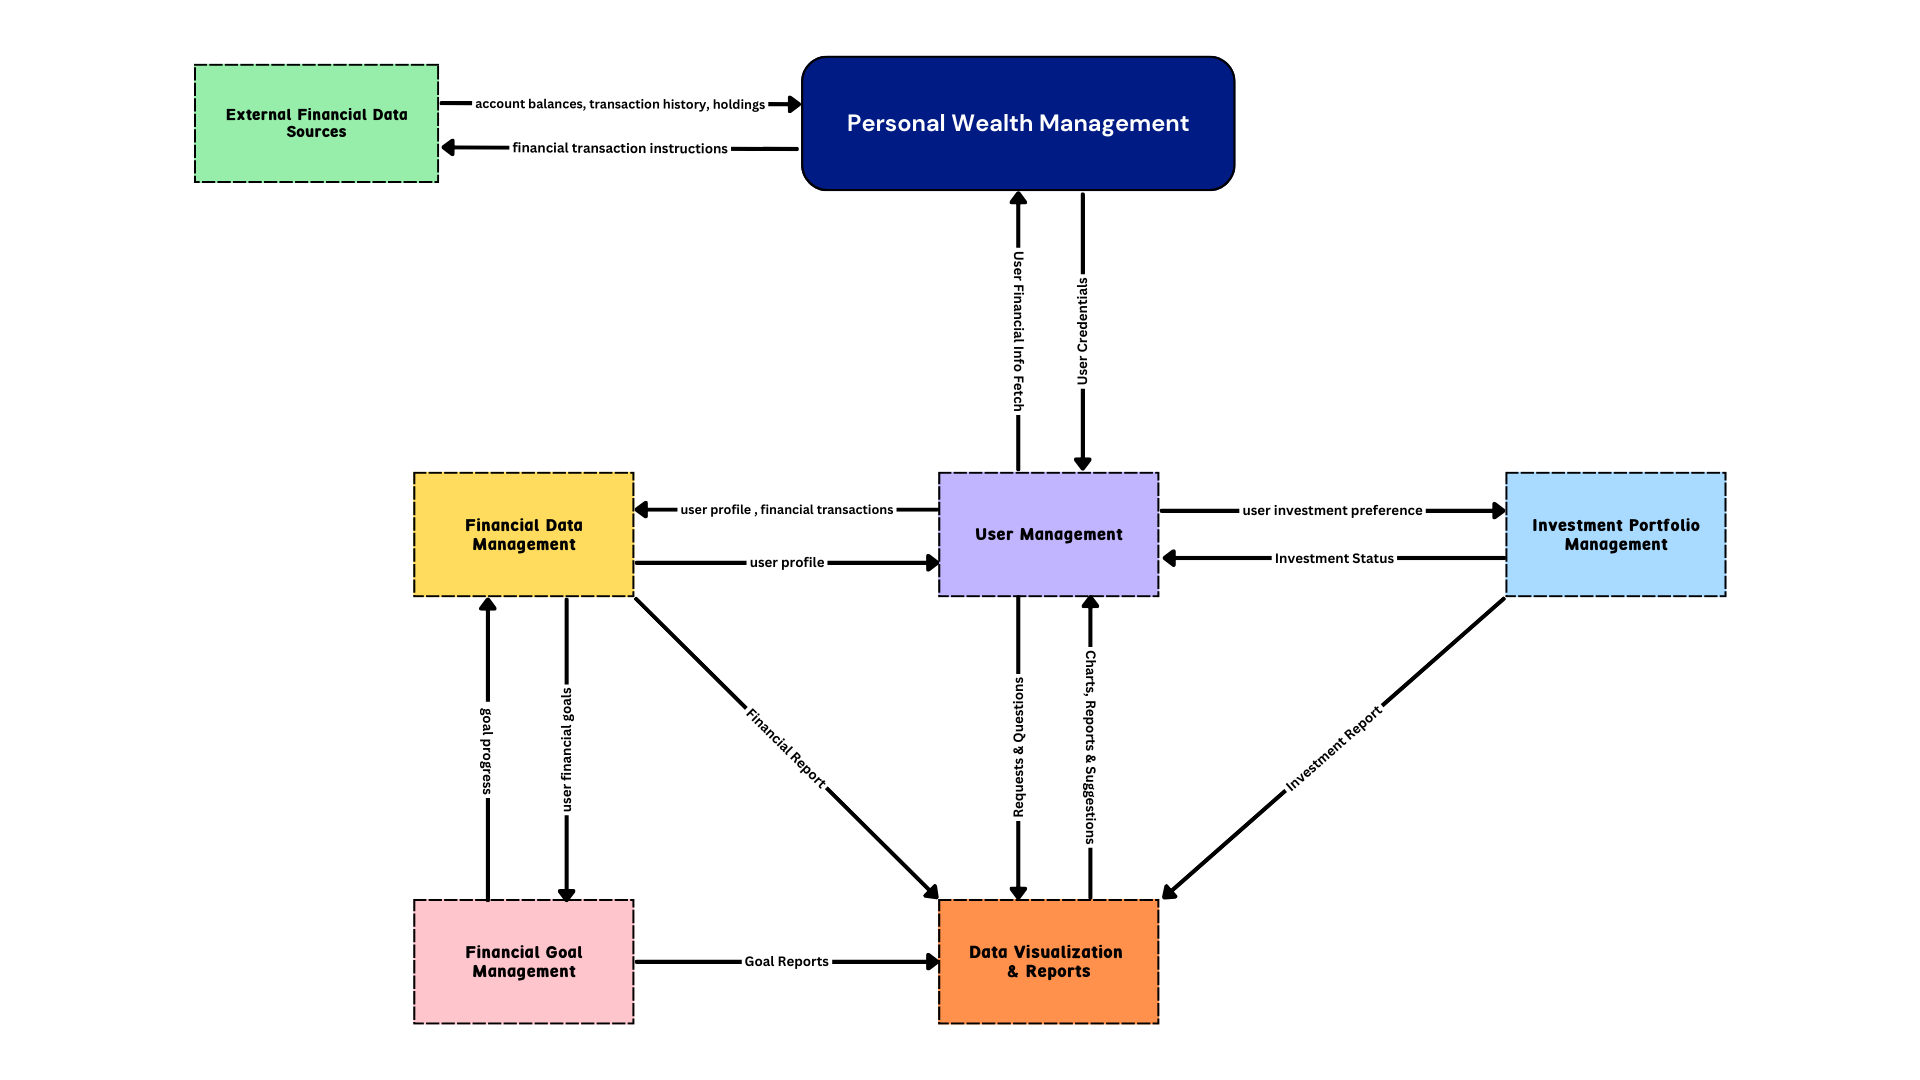 External Financial Data
Sources
account balances, transaction history, holdings
financial transaction instructions
Personal Wealth Management
User Financial Info Fetch
User Credentials
Financial Data
Management
user profile , financial transactions
user profile
User Management
user investment preference
Investment Status
Investment Portfolio
Management
goal progress
user financial goals
Financial Report
Requests & Questions
Charts, Reports & Suggestions
Investment Report
Financial Goal
Management
Goal Reports
Data Visualization
& Reports